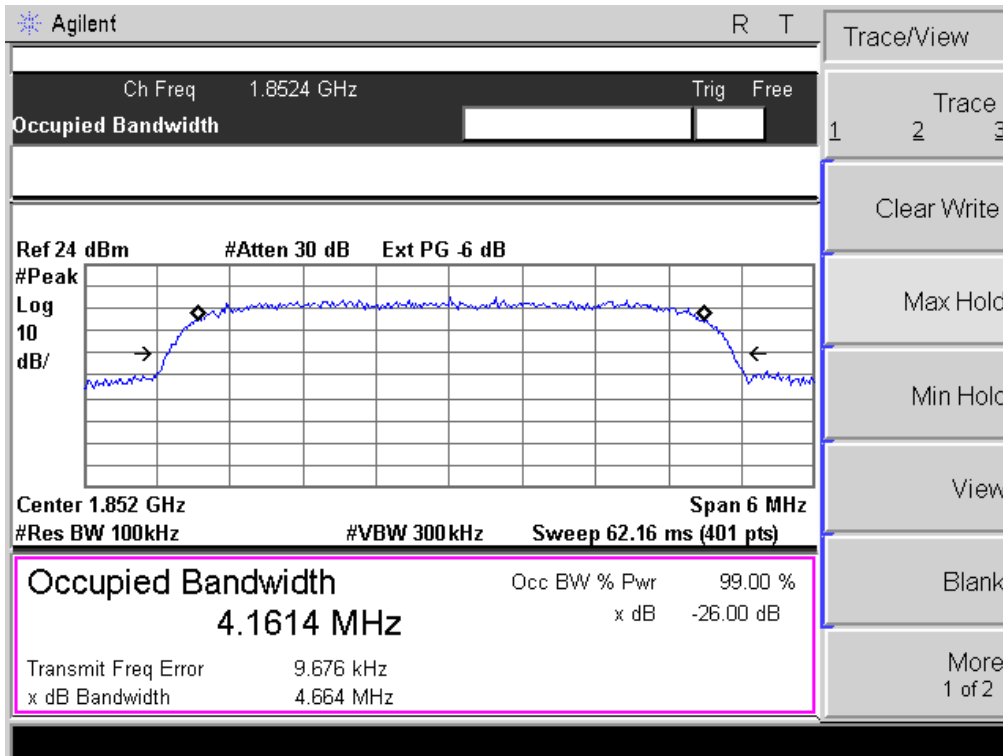 Agilent
R T
Ch Freq 1.8524 GHz
Trig Free
Occupied Bandwidth
Ref 24 dBm
#Atten 30 dB
Ext PG -6 dB
#Peak
Log
10
dB/
Center 1.852 GHz
Span 6 MHz
#Res BW 100kHz
#VBW 300kHz
Sweep 62.16 ms (401 pts)
Occupied Bandwidth
4.1614 MHz
Occ BW % Pwr 99.00 %
x dB -26.00 dB
Transmit Freq Error 9.676 kHz
x dB Bandwidth 4.664 MHz
Trace/View
Trace
1 2 3
Clear Write
Max Hold
Min Hold
View
Blank
More
1 of 2